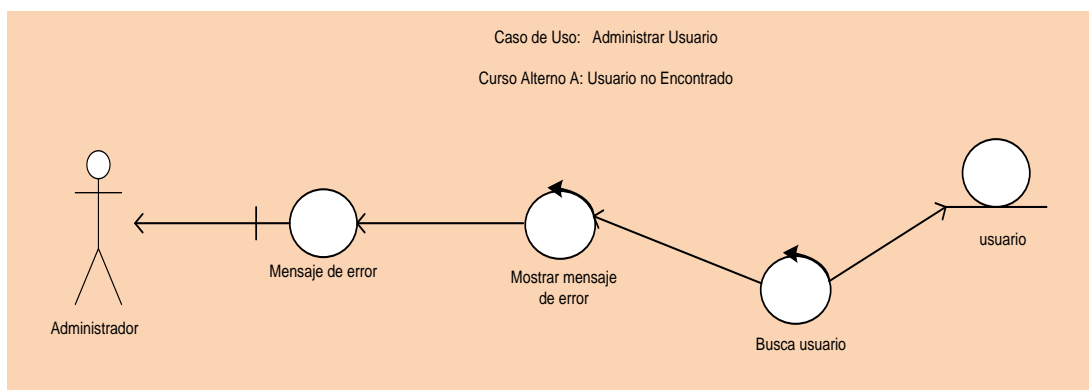 Caso de Uso: Administrar Usuario
Curso Alterno A: Usuario no Encontrado
Administrador
Mensaje de error
Mostrar mensaje
de error
Busca usuario
usuario